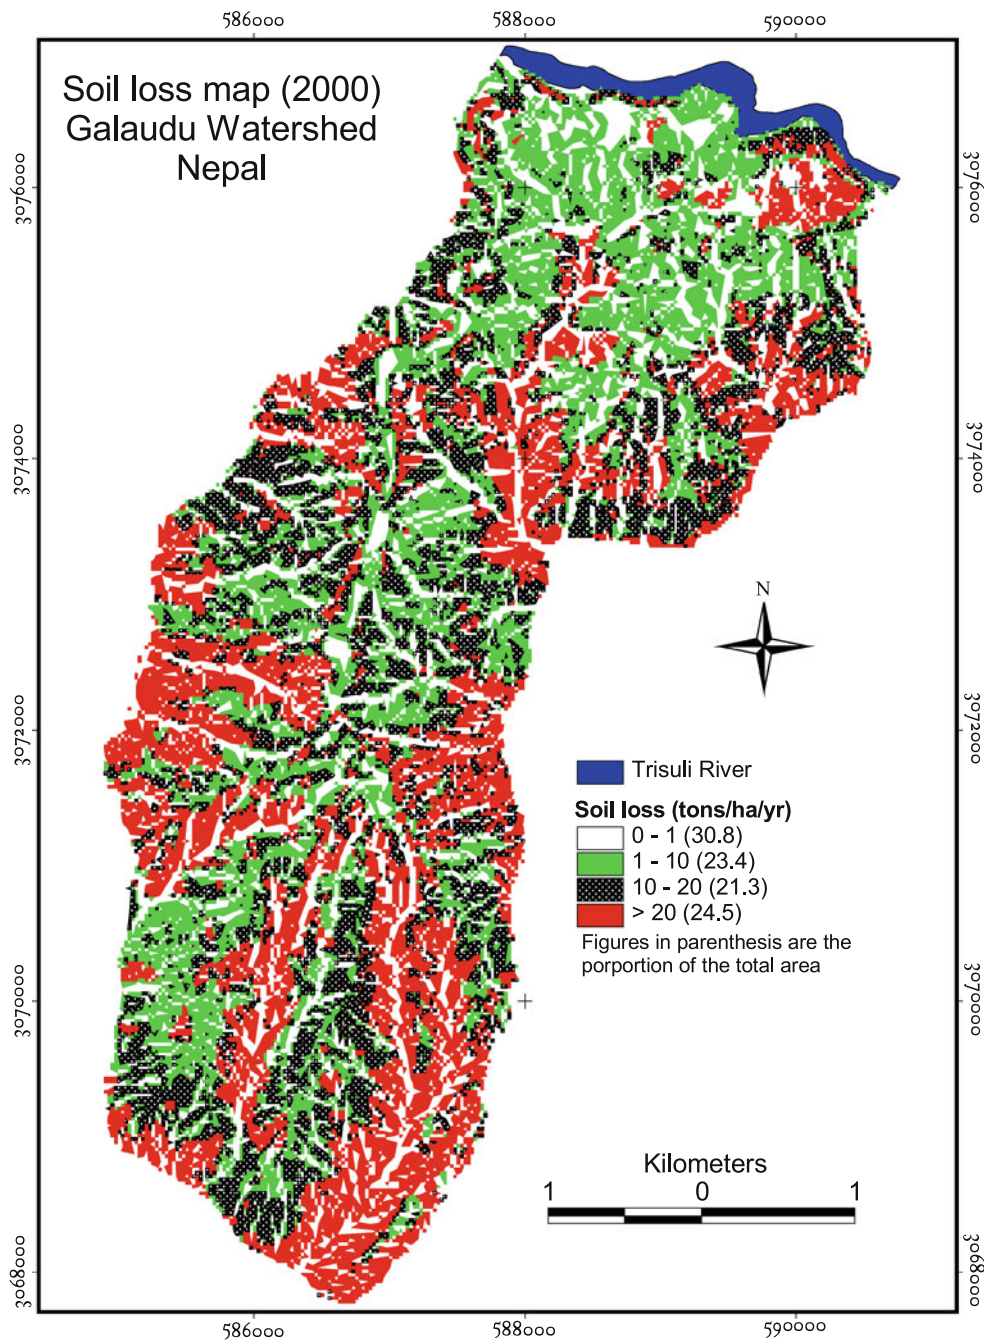 586000 588000 590000
Soil loss map (2000)
Galaudu Watershed
Nepal
3076000 3076000
3074000 3074000
N
3072000 3072000
Trisuli River
Soil loss (tons/ha/yr)
0 - 1 (30.8)
1 - 10 (23.4)
10 - 20 (21.3)
> 20 (24.5)
Figures in parenthesis are the
porportion of the total area
3070000 3070000
Kilometers
1 0 1
3068000 3068000
586000 588000 590000